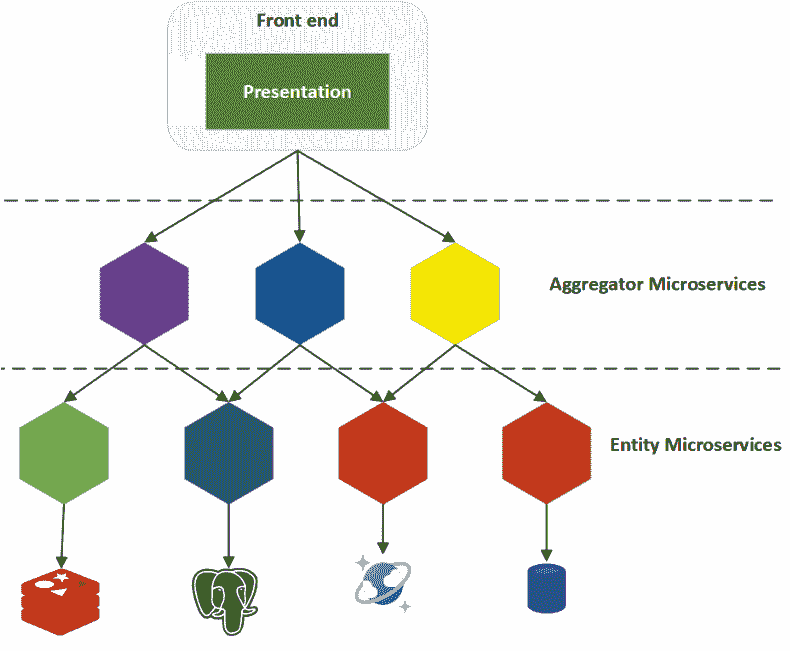 Front end
Presentation
Aggregator Microservices
Entity Microservices